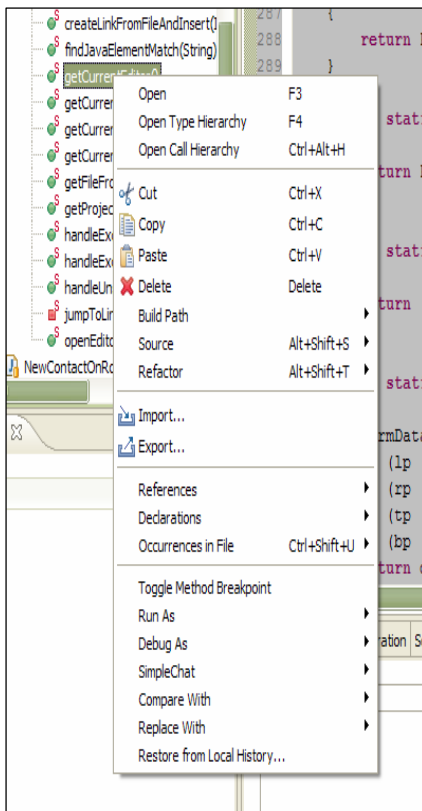 287 {
createLinkFromFileAndInsert(I
288 return
findJavaElementMatch(String)
289 }
getCurrentEditor()
getCurren
getCurren
getCurren
getFileFro
getProjec
handleExc
handleExc
handleUn
jumpToLin
openEdito
NewContactOnRo
Open F3
Open Type Hierarchy F4
Open Call Hierarchy Ctrl+Alt+H
Cut Ctrl+X
Copy Ctrl+C
Paste Ctrl+V
Delete Delete
Build Path
Source Alt+Shift+S
Refactor Alt+Shift+T
Import...
Export...
References
Declarations
Occurrences in File Ctrl+Shift+U
Toggle Method Breakpoint
Run As
Debug As
SimpleChat
Compare With
Replace With
Restore from Local History...
stati
turn
stati
turn
stati
rmData
(lp
(rp
(tp
(bp
turn
ration